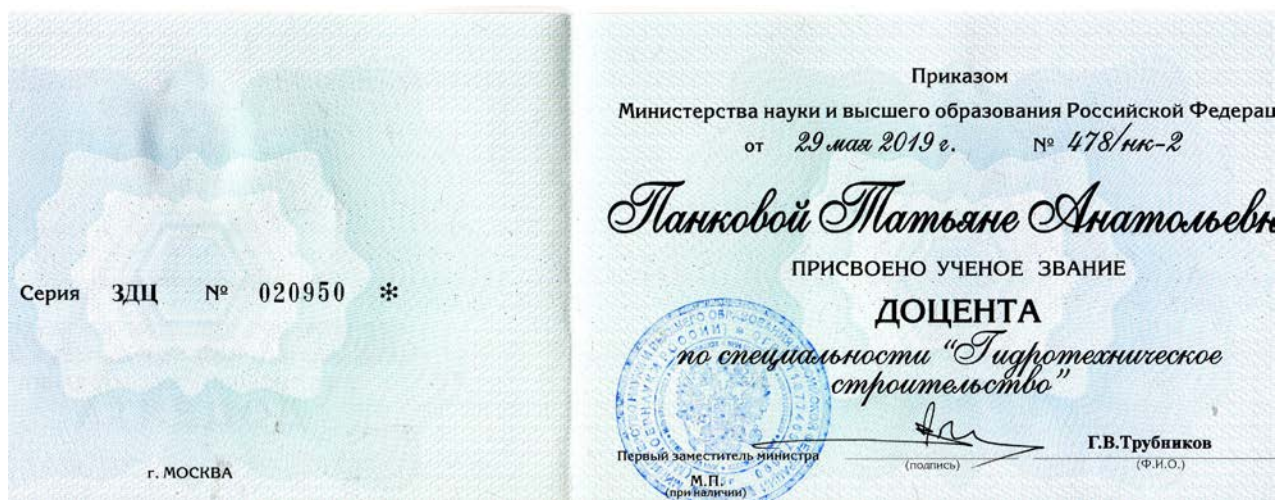 Серия ЗДЦ № 020950 *
г. МОСКВА
Приказом
Министерства науки и высшего образования Российской Федерац
от 29 мая 2019 г. № 478/нк-2
Панковой Татьяне Анатольевн
ПРИСВОЕНО УЧЕНОЕ ЗВАНИЕ
ДОЦЕНТА
по специальности “Гидротехническое
строительство”
Г.В.Трубников
Первый заместитель министра
(подпись) (Ф.И.О.)
М.П.
(при наличии)